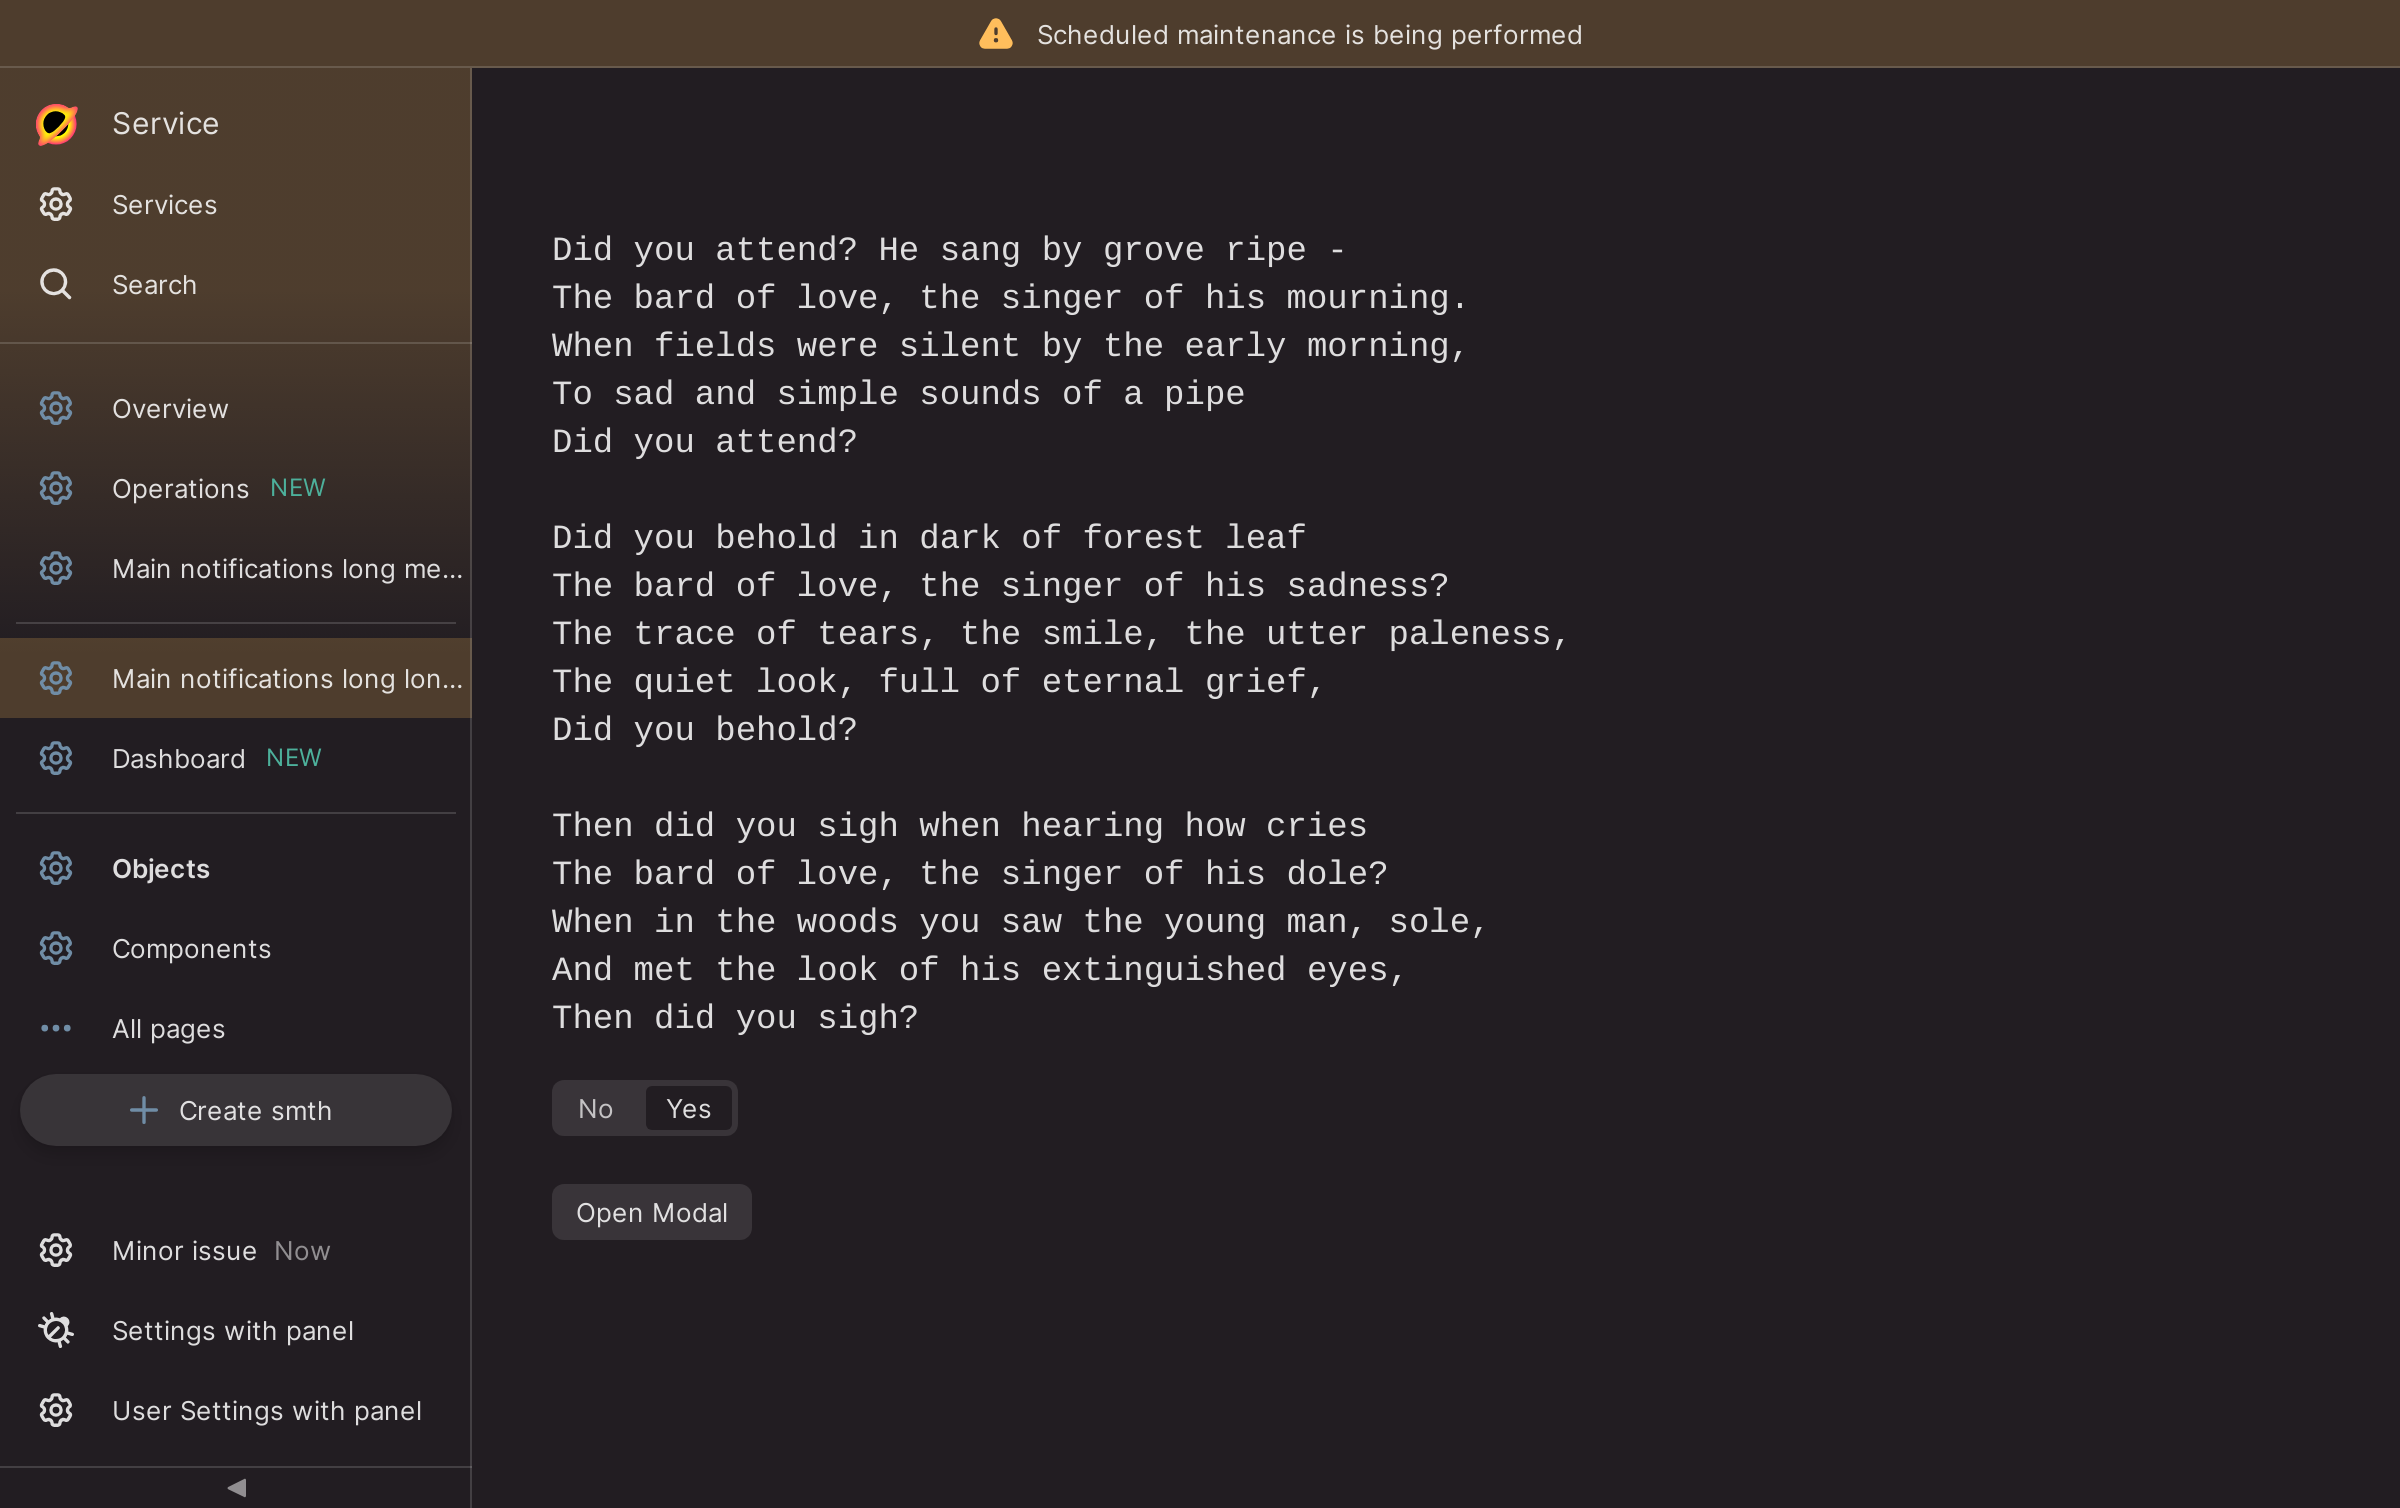 Scheduled maintenance is being performed
Service
Services
Search
Overview
Operations NEW
Main notifications long me...
Main notifications long lon...
Dashboard NEW
Objects
Components
All pages
Create smth
Minor issue Now
Settings with panel
User Settings with panel
Did you attend? He sang by grove ripe -
The bard of love, the singer of his mourning.
When fields were silent by the early morning,
To sad and simple sounds of a pipe
Did you attend?
Did you behold in dark of forest leaf
The bard of love, the singer of his sadness?
The trace of tears, the smile, the utter paleness,
The quiet look, full of eternal grief,
Did you behold?
Then did you sigh when hearing how cries
The bard of love, the singer of his dole?
When in the woods you saw the young man, sole,
And met the look of his extinguished eyes,
Then did you sigh?
No Yes
Open Modal